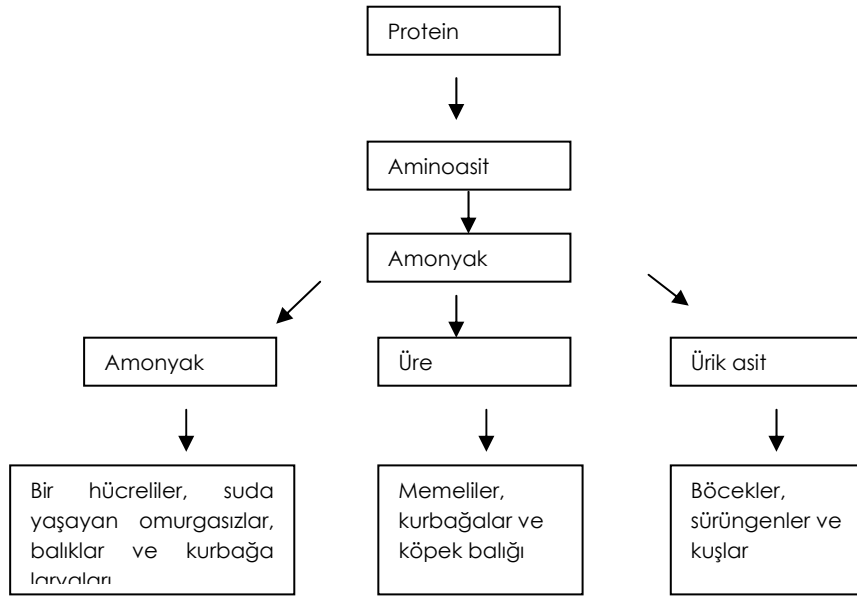 Protein
Aminoasit
Amonyak
Amonyak
Üre
Ürik asit
Bir hücreliler, suda
yaşayan omurgasızlar,
balıklar ve kurbağa
larvaları
Memeliler,
kurbağalar ve
köpek balığı
Böcekler,
sürüngenler ve
kuşlar